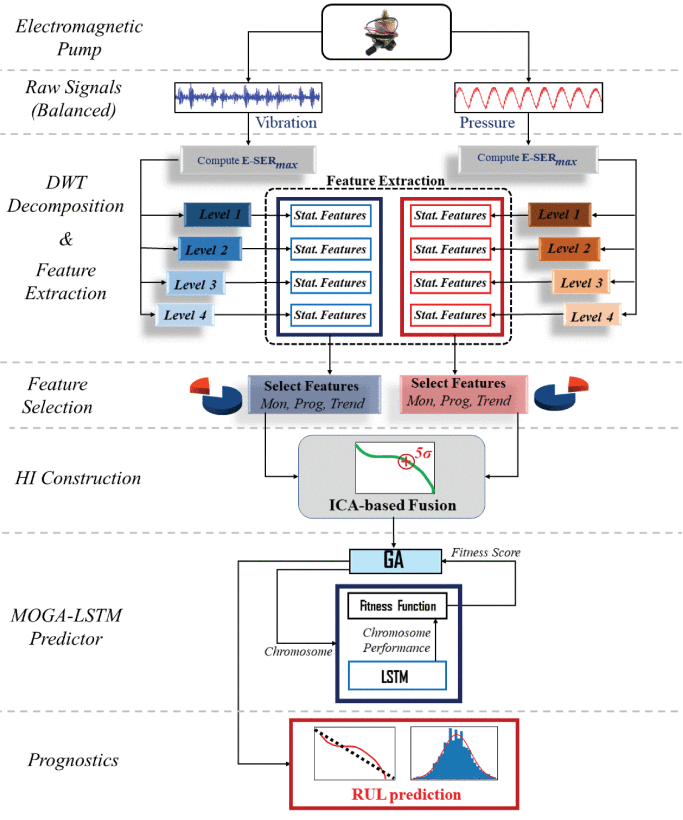 Electromagnetic
Pump
Raw Signals
(Balanced)
Vibration
Pressure
Compute E-SERmax
Compute E-SERmax
DWT
Decomposition
&
Feature
Extraction
Feature Extraction
Level 1
Stat. Features
Stat. Features
Level 1
Level 2
Stat. Features
Stat. Features
Level 2
Level 3
Stat. Features
Stat. Features
Level 3
Level 4
Stat. Features
Stat. Features
Level 4
Feature
Selection
Select Features
Mon, Prog, Trend
Select Features
Mon, Prog, Trend
HI Construction
5σ
ICA-based Fusion
MOGA-LSTM
Predictor
GA
Fitness Score
Fitness Function
Chromosome
Chromosome
Performance
LSTM
Prognostics
RUL prediction